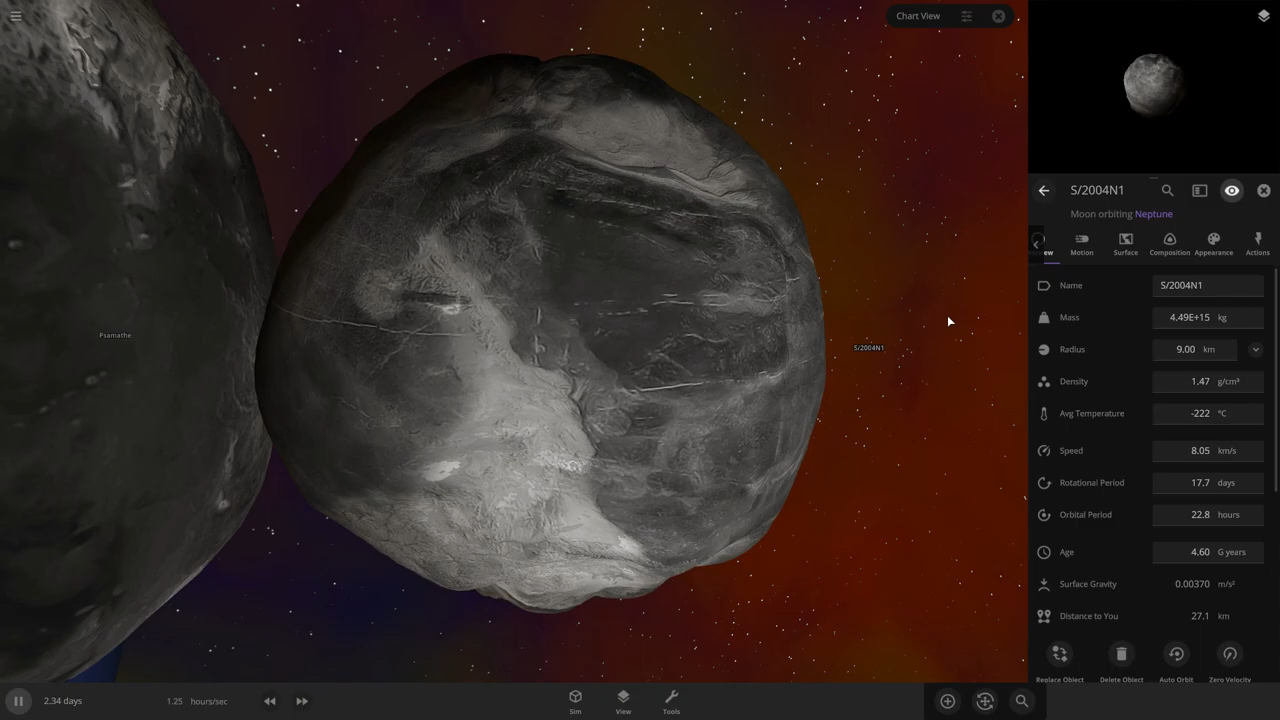 Chart View
S/2004N1
Moon orbiting Neptune
Motion
Surface
Composition
Appearance
Actions
Name S/2004N1
Mass 4.49E+15 kg
Radius 9.00 km
Density 1.47 g/cm³
Avg Temperature -222 °C
Speed 8.05 km/s
Rotational Period 17.7 days
Orbital Period 22.8 hours
Age 4.60 G years
Surface Gravity 0.00370 m/s²
Distance to You 27.1 km
Replace Object
Delete Object
Auto Orbit
Zero Velocity
Psamathe
S/2004N1
2.34 days
1.25 hours/sec
Sim
View
Tools